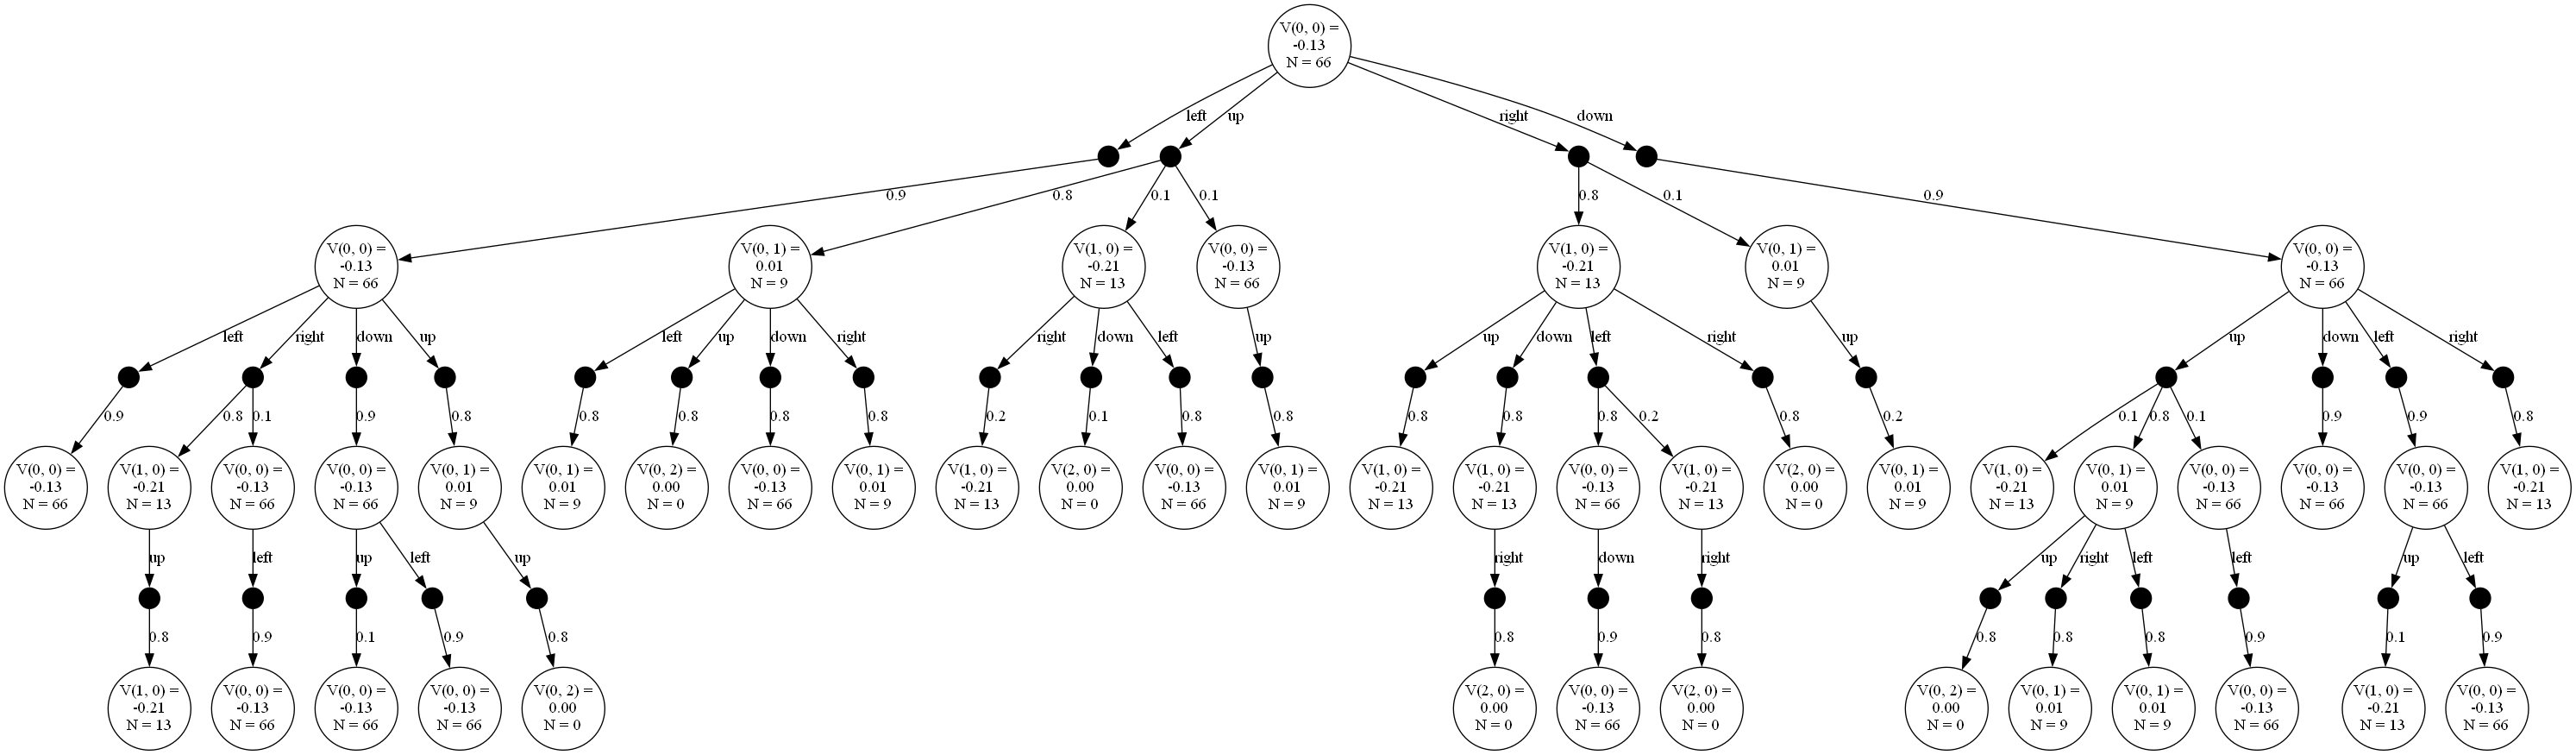 V(0, 0) =
-0.13
N = 66
left
up
right
down
0.9
0.8
0.1
0.1
0.8
0.1
0.9
V(0, 0) =
-0.13
N = 66
V(0, 1) =
0.01
N = 9
V(1, 0) =
-0.21
N = 13
V(0, 0) =
-0.13
N = 66
V(1, 0) =
-0.21
N = 13
V(0, 1) =
0.01
N = 9
V(0, 0) =
-0.13
N = 66
left
right
down
up
left
up
down
right
right
down
left
up
up
down
left
right
up
up
down
left
right
0.9
0.8
0.1
0.9
0.8
0.8
0.8
0.8
0.8
0.2
0.1
0.8
0.8
0.8
0.8
0.8
0.2
0.8
0.2
0.1
0.8
0.1
0.9
0.9
0.8
V(0, 0) =
-0.13
N = 66
V(1, 0) =
-0.21
N = 13
V(0, 0) =
-0.13
N = 66
V(0, 0) =
-0.13
N = 66
V(0, 1) =
0.01
N = 9
V(0, 1) =
0.01
N = 9
V(0, 2) =
0.00
N = 0
V(0, 0) =
-0.13
N = 66
V(0, 1) =
0.01
N = 9
V(1, 0) =
-0.21
N = 13
V(2, 0) =
0.00
N = 0
V(0, 0) =
-0.13
N = 66
V(0, 1) =
0.01
N = 9
V(1, 0) =
-0.21
N = 13
V(1, 0) =
-0.21
N = 13
V(0, 0) =
-0.13
N = 66
V(1, 0) =
-0.21
N = 13
V(2, 0) =
0.00
N = 0
V(0, 1) =
0.01
N = 9
V(1, 0) =
-0.21
N = 13
V(0, 1) =
0.01
N = 9
V(0, 0) =
-0.13
N = 66
V(0, 0) =
-0.13
N = 66
V(0, 0) =
-0.13
N = 66
V(1, 0) =
-0.21
N = 13
up
left
up
left
up
right
down
right
up
right
left
left
up
left
0.8
0.9
0.1
0.9
0.8
0.8
0.9
0.8
0.8
0.8
0.8
0.9
0.1
0.9
V(1, 0) =
-0.21
N = 13
V(0, 0) =
-0.13
N = 66
V(0, 0) =
-0.13
N = 66
V(0, 0) =
-0.13
N = 66
V(0, 2) =
0.00
N = 0
V(2, 0) =
0.00
N = 0
V(0, 0) =
-0.13
N = 66
V(2, 0) =
0.00
N = 0
V(0, 2) =
0.00
N = 0
V(0, 1) =
0.01
N = 9
V(0, 1) =
0.01
N = 9
V(0, 0) =
-0.13
N = 66
V(1, 0) =
-0.21
N = 13
V(0, 0) =
-0.13
N = 66